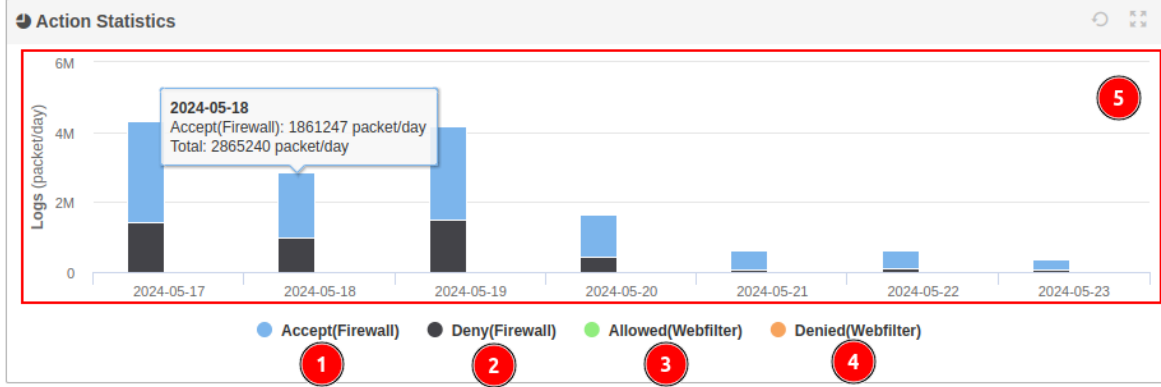 Action Statistics
6M
5
2024-05-18
Accept(Firewall): 1861247 packet/day
Total: 2865240 packet/day
4M
Logs (packet/day)
2M
0
2024-05-17 2024-05-18 2024-05-19 2024-05-20 2024-05-21 2024-05-22 2024-05-23
Accept(Firewall) Deny(Firewall) Allowed(Webfilter) Denied(Webfilter)
1 2 3 4